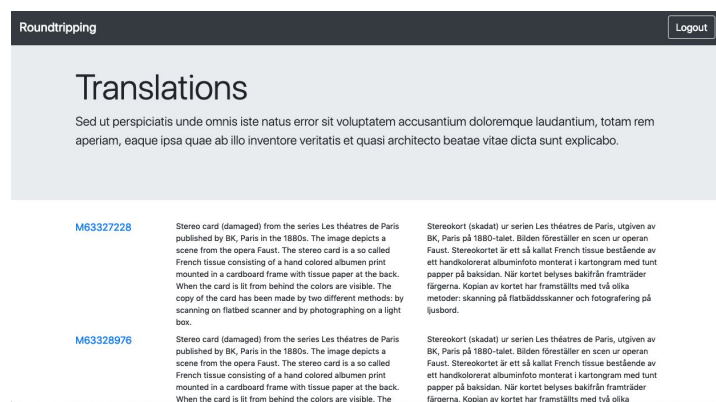 Roundtripping
Logout
Translations
Sed ut perspiciatis unde omnis iste natus error sit voluptatem accusantium doloremque laudantium, totam rem
aperiam, eaque ipsa quae ab illo inventore veritatis et quasi architecto beatae vitae dicta sunt explicabo.
M63327228
Stereo card (damaged) from the series Les théatres de Paris
published by BK, Paris in the 1880s. The image depicts a
scene from the opera Faust. The stereo card is a so called
French tissue consisting of a hand colored albumen print
mounted in a cardboard frame with tissue paper at the back.
When the card is lit from behind the colors are visible. The
copy of the card has been made by two different methods: by
scanning on flatbed scanner and by photographing on a light
box.
Stereokort (skadat) ur serien Les théatres de Paris, utgiven av
BK, Paris på 1880-talet. Bilden föreställer en scen ur operan
Faust. Stereokortet är ett så kallat French tissue bestående av
ett handkolorerat albuminfoto monterat i kartongram med tunt
papper på baksidan. När kortet belyses bakifrån framträder
färgerna. Kopian av kortet har framställts med två olika
metoder: skanning på flatbäddsskanner och fotografering på
ljusbord.
M63328976
Stereo card (damaged) from the series Les théatres de Paris
published by BK, Paris in the 1880s. The image depicts a
scene from the opera Faust. The stereo card is a so called
French tissue consisting of a hand colored albumen print
mounted in a cardboard frame with tissue paper at the back.
When the card is lit from behind the colors are visible. The
Stereokort (skadat) ur serien Les théatres de Paris, utgiven av
BK, Paris på 1880-talet. Bilden föreställer en scen ur operan
Faust. Stereokortet är ett så kallat French tissue bestående av
ett handkolorerat albuminfoto monterat i kartongram med tunt
papper på baksidan. När kortet belyses bakifrån framträder
färgerna. Kopian av kortet har framställts med två olika